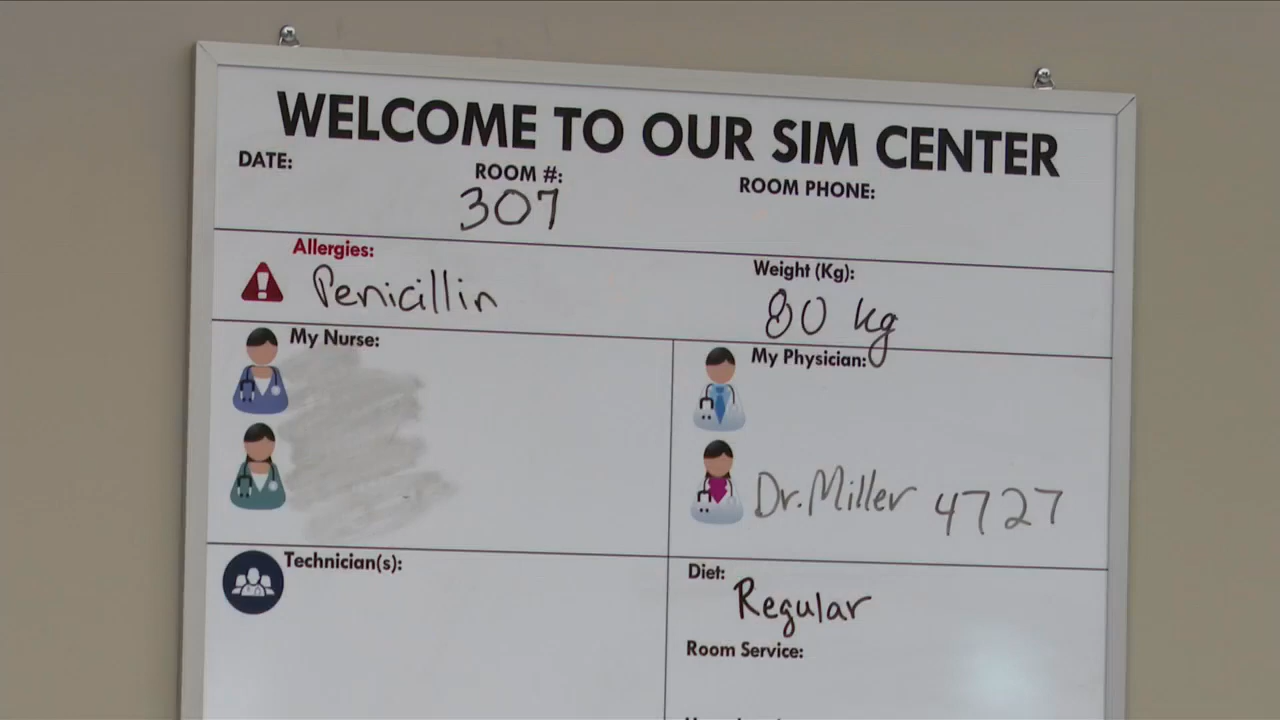 WELCOME TO OUR SIM CENTER
DATE:
ROOM #:
307
ROOM PHONE:
Allergies:
Penicillin
Weight (Kg):
80 kg
My Nurse:
My Physician:
Dr. Miller 4727
Technician(s):
Diet:
Regular
Room Service: